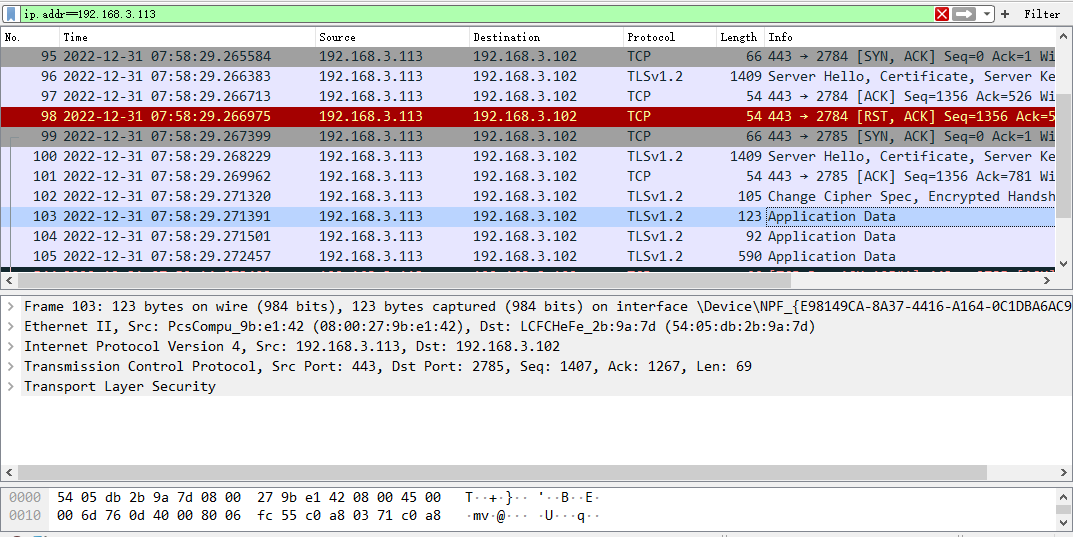 ip.addr==192.168.3.113 Filter
No. Time Source Destination Protocol Length Info
95 2022-12-31 07:58:29.265584 192.168.3.113 192.168.3.102 TCP 66 443 → 2784 [SYN, ACK] Seq=0 Ack=1 Wi
96 2022-12-31 07:58:29.266383 192.168.3.113 192.168.3.102 TLSv1.2 1409 Server Hello, Certificate, Server Ke
97 2022-12-31 07:58:29.266713 192.168.3.113 192.168.3.102 TCP 54 443 → 2784 [ACK] Seq=1356 Ack=526 Wi
98 2022-12-31 07:58:29.266975 192.168.3.113 192.168.3.102 TCP 54 443 → 2784 [RST, ACK] Seq=1356 Ack=5
99 2022-12-31 07:58:29.267399 192.168.3.113 192.168.3.102 TCP 66 443 → 2785 [SYN, ACK] Seq=0 Ack=1 Wi
100 2022-12-31 07:58:29.268229 192.168.3.113 192.168.3.102 TLSv1.2 1409 Server Hello, Certificate, Server Ke
101 2022-12-31 07:58:29.269962 192.168.3.113 192.168.3.102 TCP 54 443 → 2785 [ACK] Seq=1356 Ack=781 Wi
102 2022-12-31 07:58:29.271320 192.168.3.113 192.168.3.102 TLSv1.2 105 Change Cipher Spec, Encrypted Handsh
103 2022-12-31 07:58:29.271391 192.168.3.113 192.168.3.102 TLSv1.2 123 Application Data
104 2022-12-31 07:58:29.271501 192.168.3.113 192.168.3.102 TLSv1.2 92 Application Data
105 2022-12-31 07:58:29.272457 192.168.3.113 192.168.3.102 TLSv1.2 590 Application Data
Frame 103: 123 bytes on wire (984 bits), 123 bytes captured (984 bits) on interface \Device\NPF_{E98149CA-8A37-4416-A164-0C1DBA6AC9
Ethernet II, Src: PcsCompu_9b:e1:42 (08:00:27:9b:e1:42), Dst: LCFCHeFe_2b:9a:7d (54:05:db:2b:9a:7d)
Internet Protocol Version 4, Src: 192.168.3.113, Dst: 192.168.3.102
Transmission Control Protocol, Src Port: 443, Dst Port: 2785, Seq: 1407, Ack: 1267, Len: 69
Transport Layer Security
0000 54 05 db 2b 9a 7d 08 00 27 9b e1 42 08 00 45 00 T··+·}·· '··B··E·
0010 00 6d 76 0d 40 00 80 06 fc 55 c0 a8 03 71 c0 a8 ·mv·@··· ·U···q··